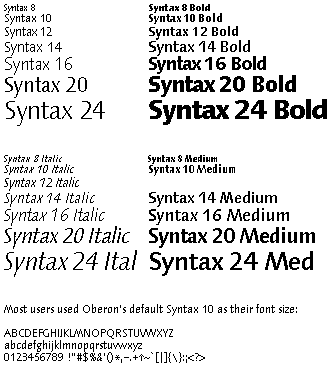 Syntax 8
Syntax 10
Syntax 12
Syntax 14
Syntax 16
Syntax 20
Syntax 24
Syntax 8 Bold
Syntax 10 Bold
Syntax 12 Bold
Syntax 14 Bold
Syntax 16 Bold
Syntax 20 Bold
Syntax 24 Bold
Syntax 8 Italic
Syntax 10 Italic
Syntax 12 Italic
Syntax 14 Italic
Syntax 16 Italic
Syntax 20 Italic
Syntax 24 Ital
Syntax 8 Medium
Syntax 10 Medium
Syntax 14 Medium
Syntax 16 Medium
Syntax 20 Medium
Syntax 24 Med
Most users used Oberon's default Syntax 10 as their font size:
ABCDEFGHIJKLMNOPQRSTUVWXYZ
abcdefghijklmnopqrstuvwxyz
0123456789 !"#$%&'()*,-.+↑~`[|]{\}:;<?>